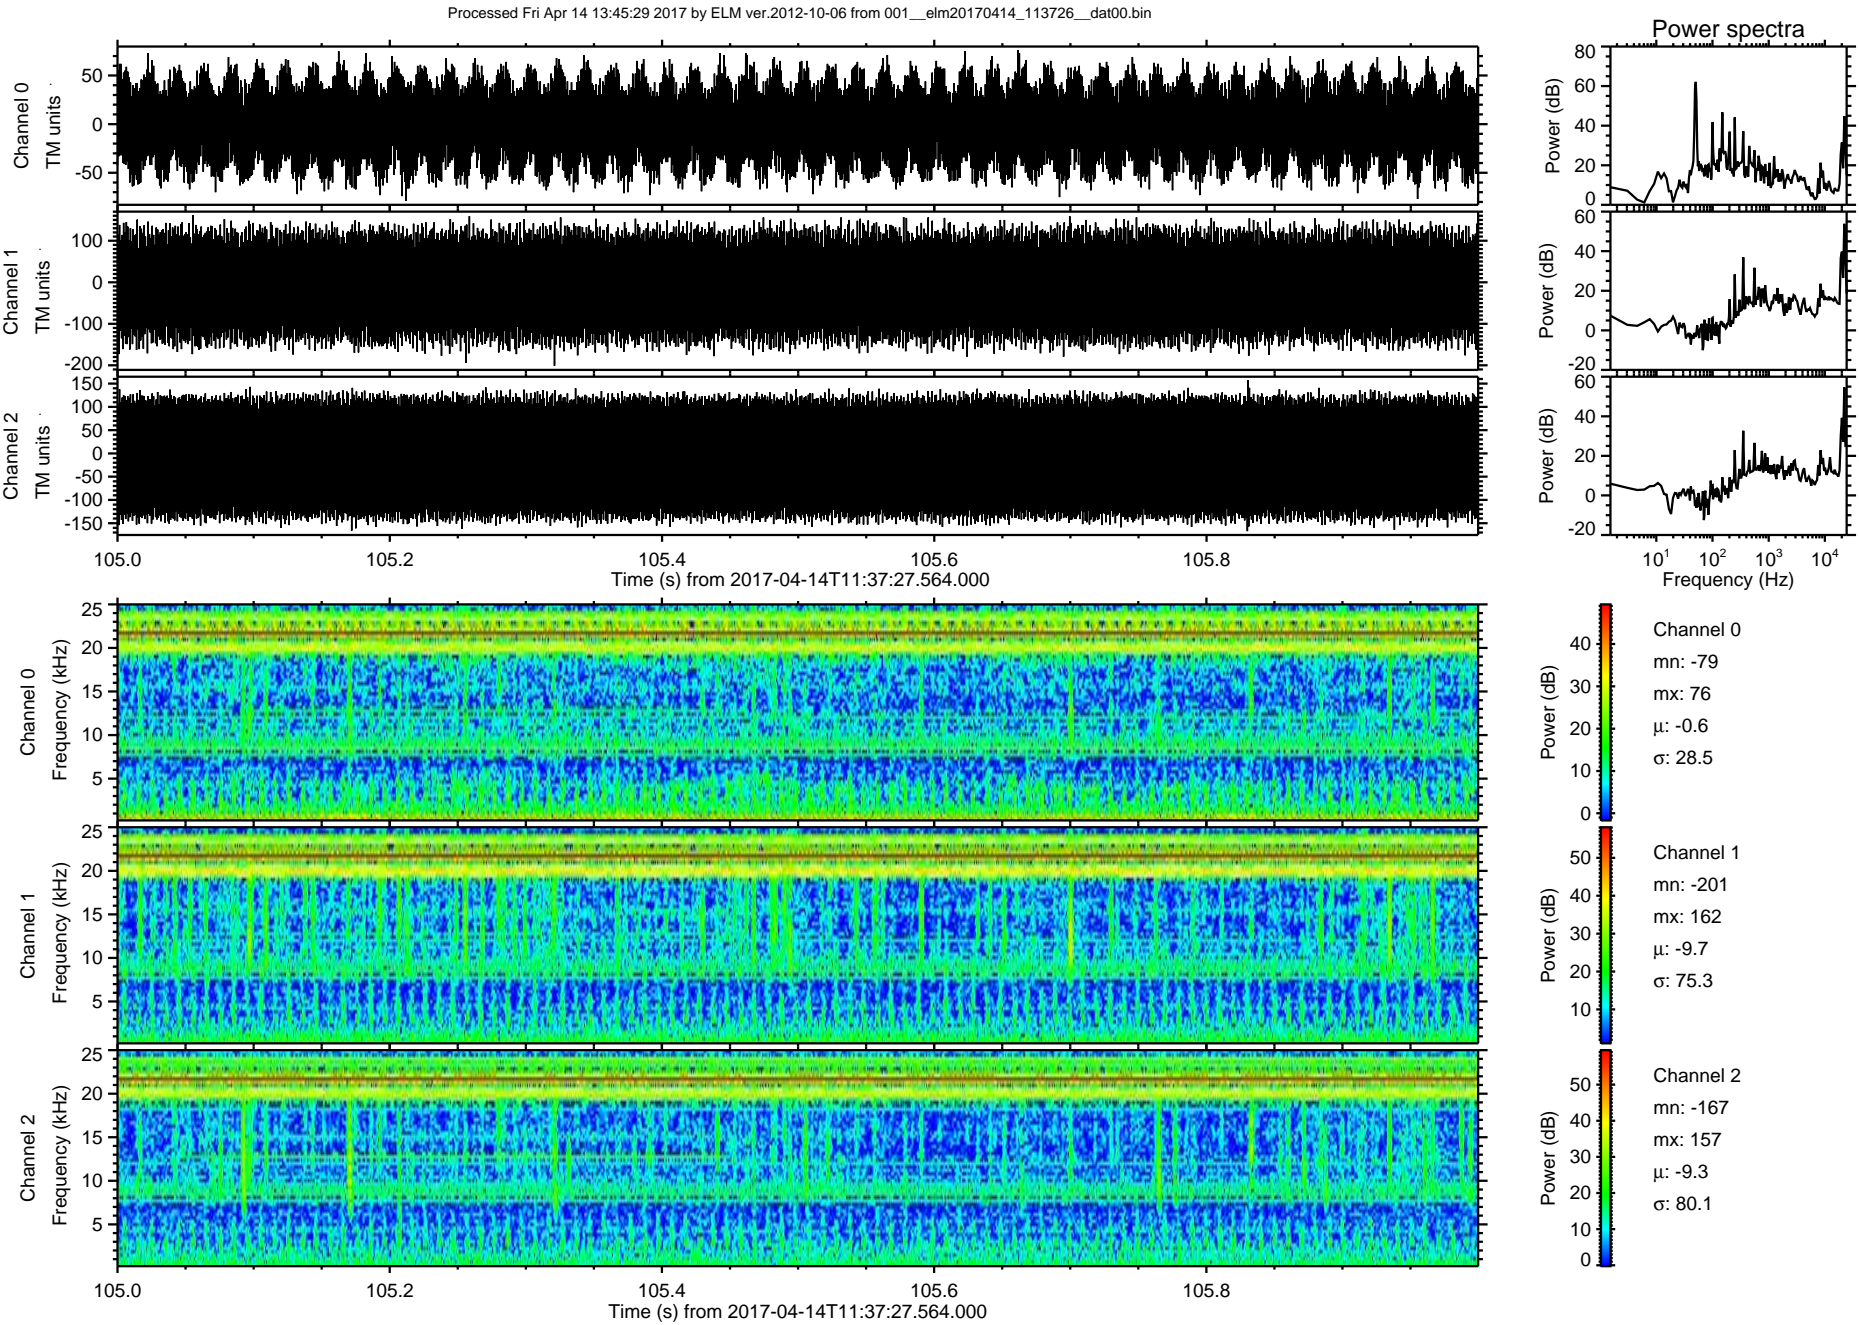 Processed Fri Apr 14 13:45:29 2017 by ELM ver.2012-10-06 from 001__elm20170414_113726__dat00.bin
Power spectra
Channel 0
TM units
50
0
-50
Power (dB)
80
60
40
20
0
Channel 1
TM units
100
0
-100
-200
Power (dB)
60
40
20
0
-20
Channel 2
TM units
150
100
50
0
-50
-100
-150
Power (dB)
60
40
20
0
-20
105.0 105.2 105.4 105.6 105.8
Time (s) from 2017-04-14T11:37:27.564.000
10^1 10^2 10^3 10^4
Frequency (Hz)
Channel 0
Frequency (kHz)
25
20
15
10
5
Power (dB)
40
30
20
10
0
Channel 0
mn: -79
mx: 76
μ: -0.6
σ: 28.5
Channel 1
Frequency (kHz)
25
20
15
10
5
Power (dB)
50
40
30
20
10
Channel 1
mn: -201
mx: 162
μ: -9.7
σ: 75.3
Channel 2
Frequency (kHz)
25
20
15
10
5
Power (dB)
50
40
30
20
10
0
Channel 2
mn: -167
mx: 157
μ: -9.3
σ: 80.1
105.0 105.2 105.4 105.6 105.8
Time (s) from 2017-04-14T11:37:27.564.000